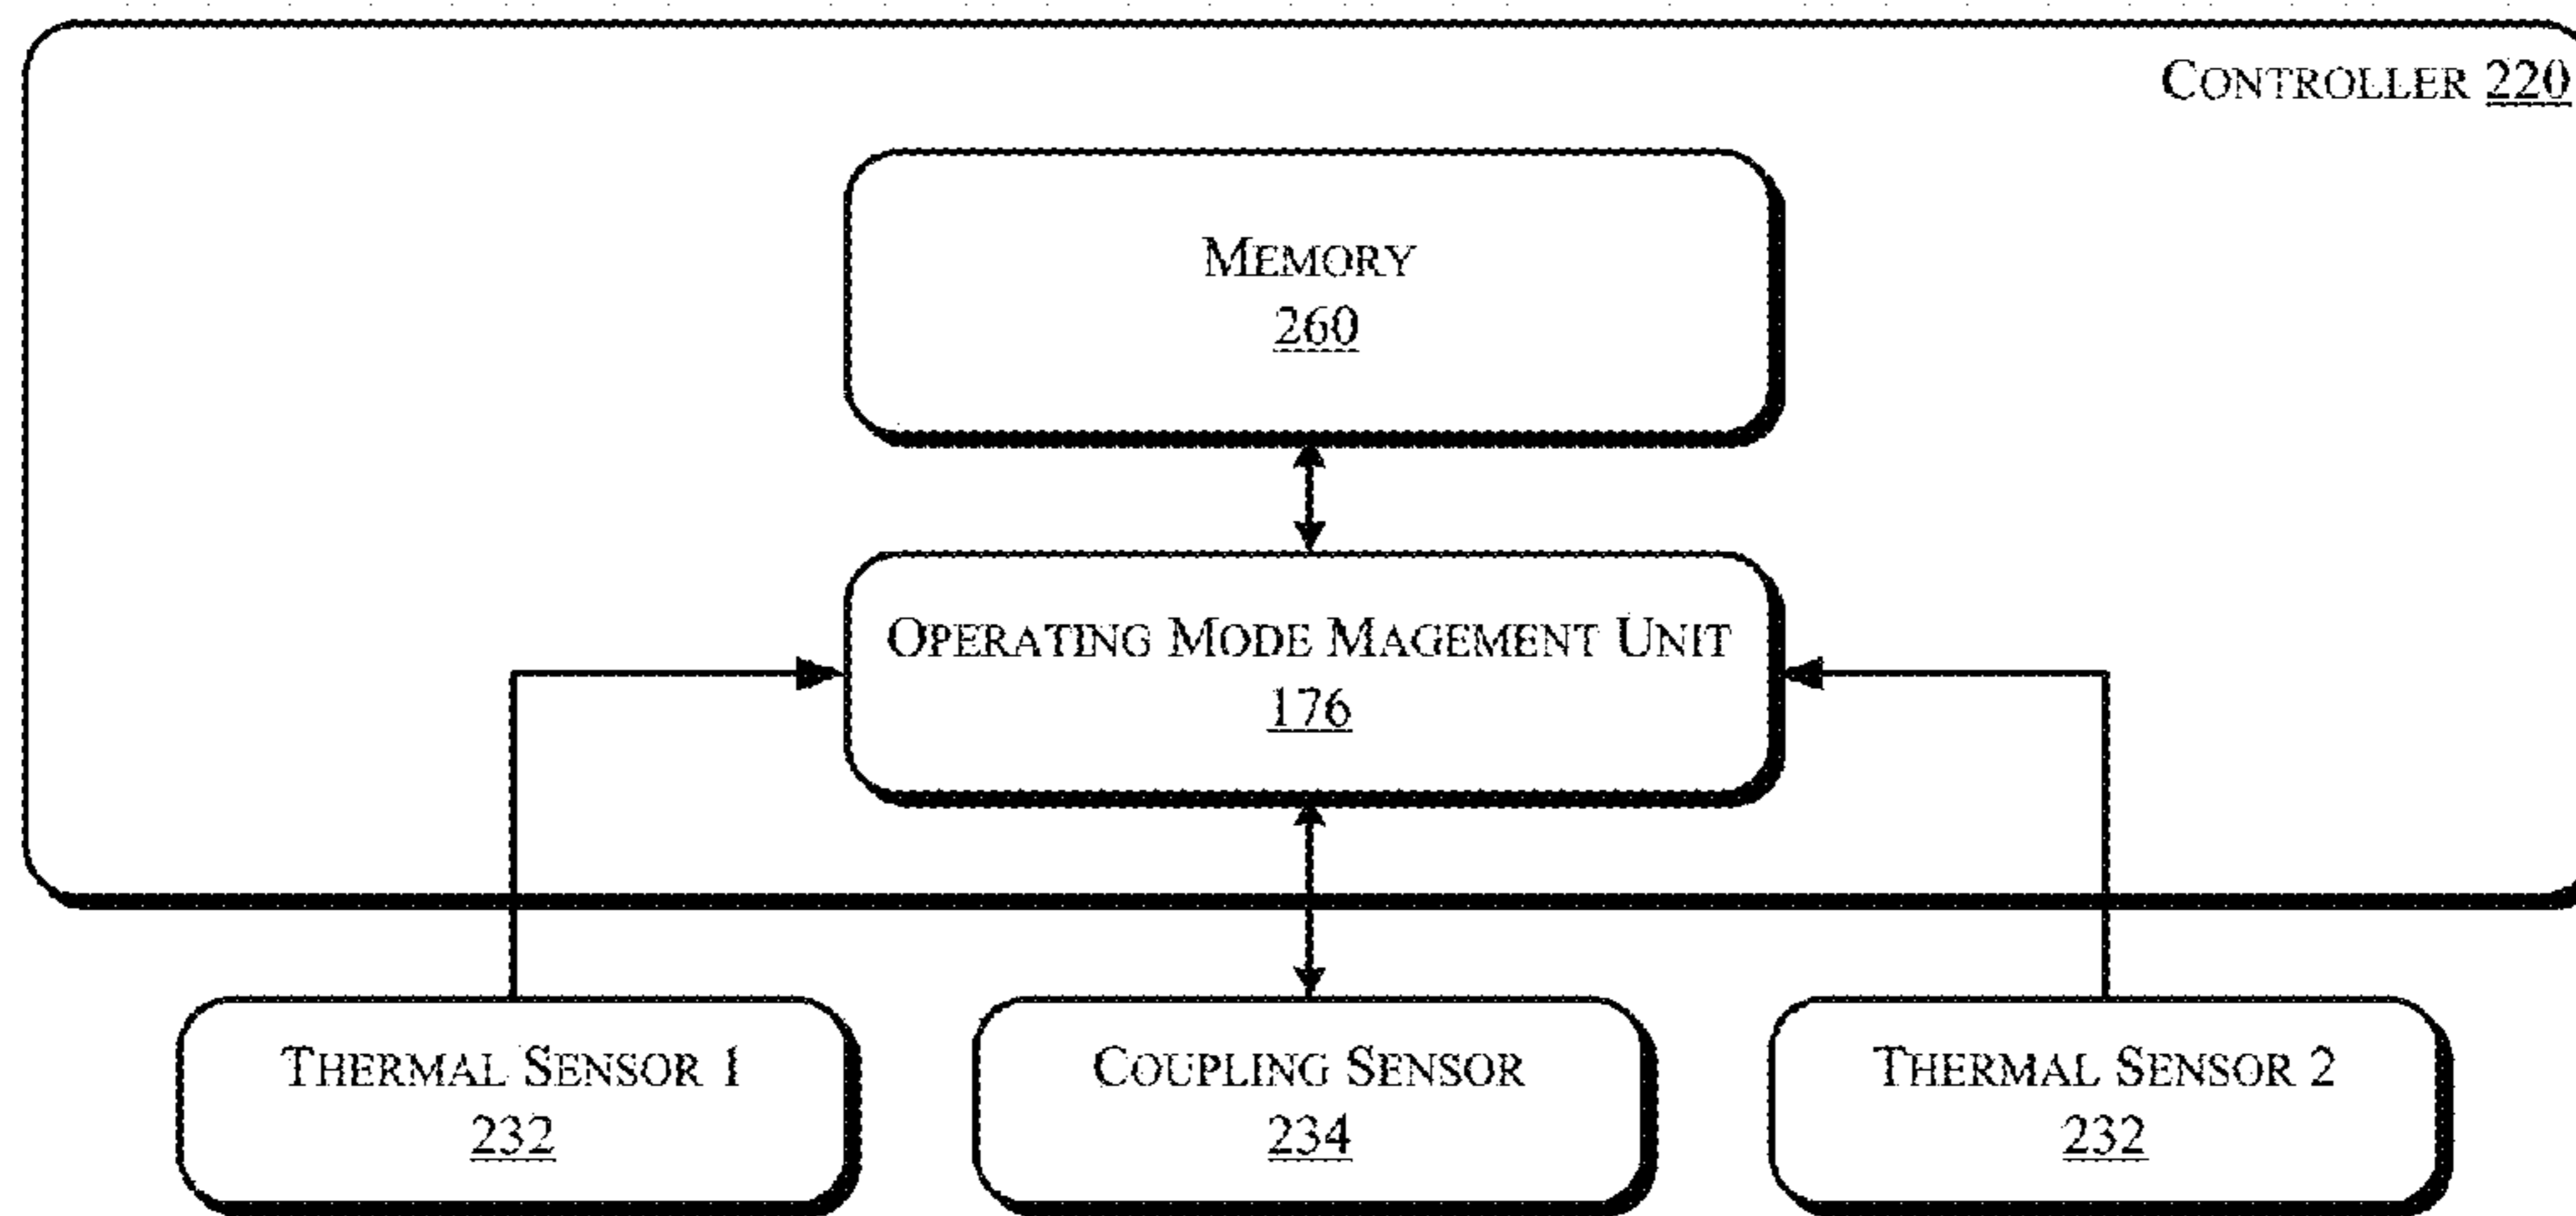 CONTROLLER 220
MEMORY
260
OPERATING MODE MAGEMENT UNIT
176
THERMAL SENSOR 1
232
COUPLING SENSOR
234
THERMAL SENSOR 2
232